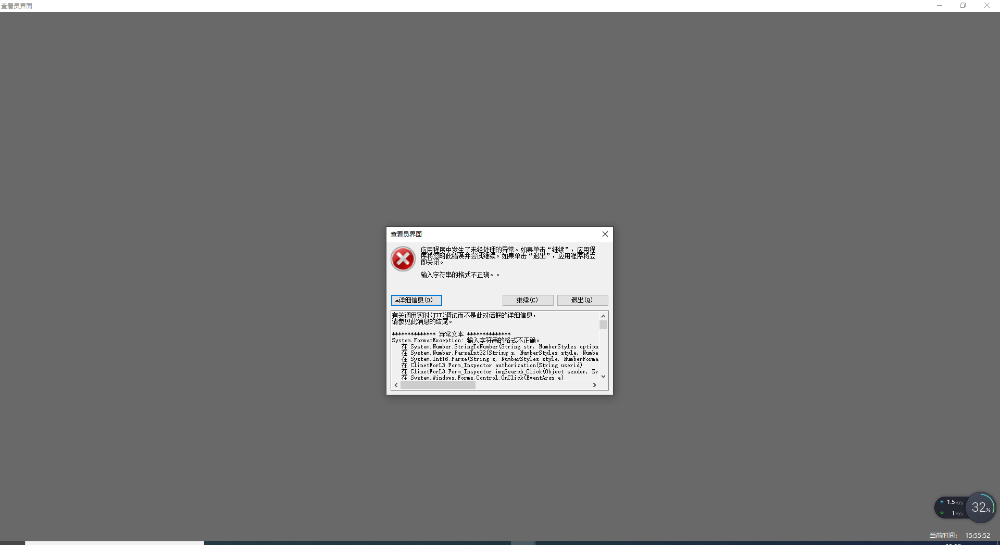 查看员界面
查看员界面
应用程序中发生了未经处理的异常。如果单击“继续”，应用程
序将忽略此错误并尝试继续。如果单击“退出”，应用程序将立
即关闭。
输入字符串的格式不正确。。
详细信息(D)
继续(C)
退出(Q)
有关调用实时(JIT)调试而不是此对话框的详细信息，
请参见此消息的结尾。
************** 异常文本 **************
System.FormatException: 输入字符串的格式不正确。
在 System.Number.StringToNumber(String str, NumberStyles option
在 System.Number.ParseInt32(String s, NumberStyles style, Numbe
在 System.Int16.Parse(String s, NumberStyles style, NumberForma
在 ClinetForL3.Form_Inspector.authorization(String userid)
在 ClinetForL3.Form_Inspector.imgSearch_Click(Object sender, Ev
在 System.Windows.Forms.Control.OnClick(EventArgs e)
1.5K/s
1K/s
32%
当前时间： 15:55:52